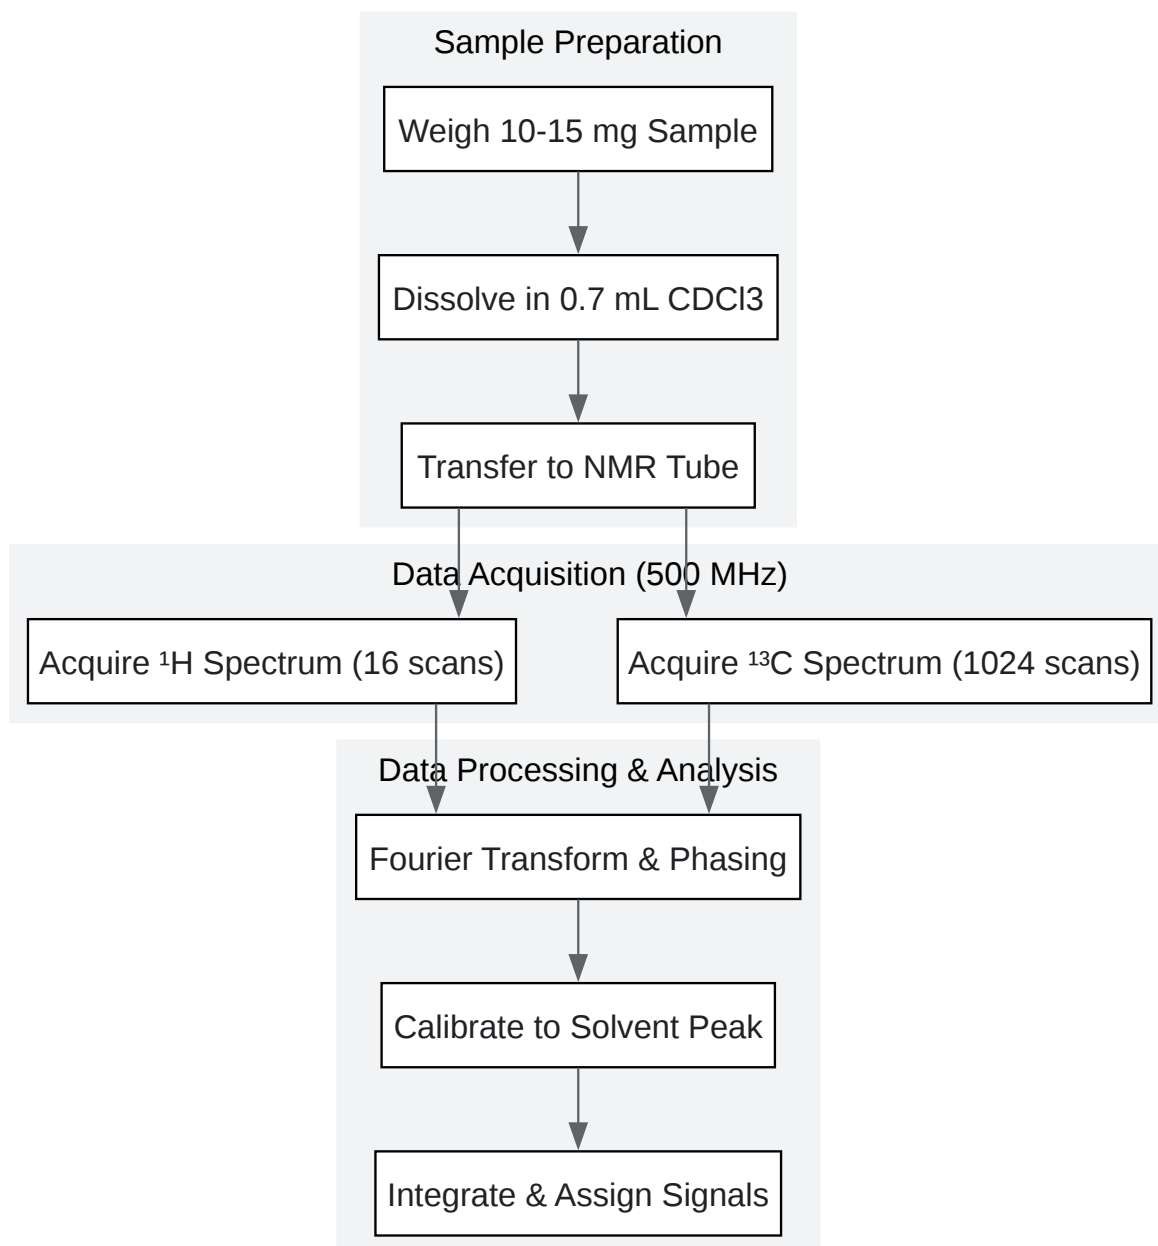 Sample Preparation
Weigh 10-15 mg Sample
Dissolve in 0.7 mL CDCl3
Transfer to NMR Tube
Data Acquisition (500 MHz)
Acquire ¹H Spectrum (16 scans)
Acquire ¹³C Spectrum (1024 scans)
Data Processing & Analysis
Fourier Transform & Phasing
Calibrate to Solvent Peak
Integrate & Assign Signals